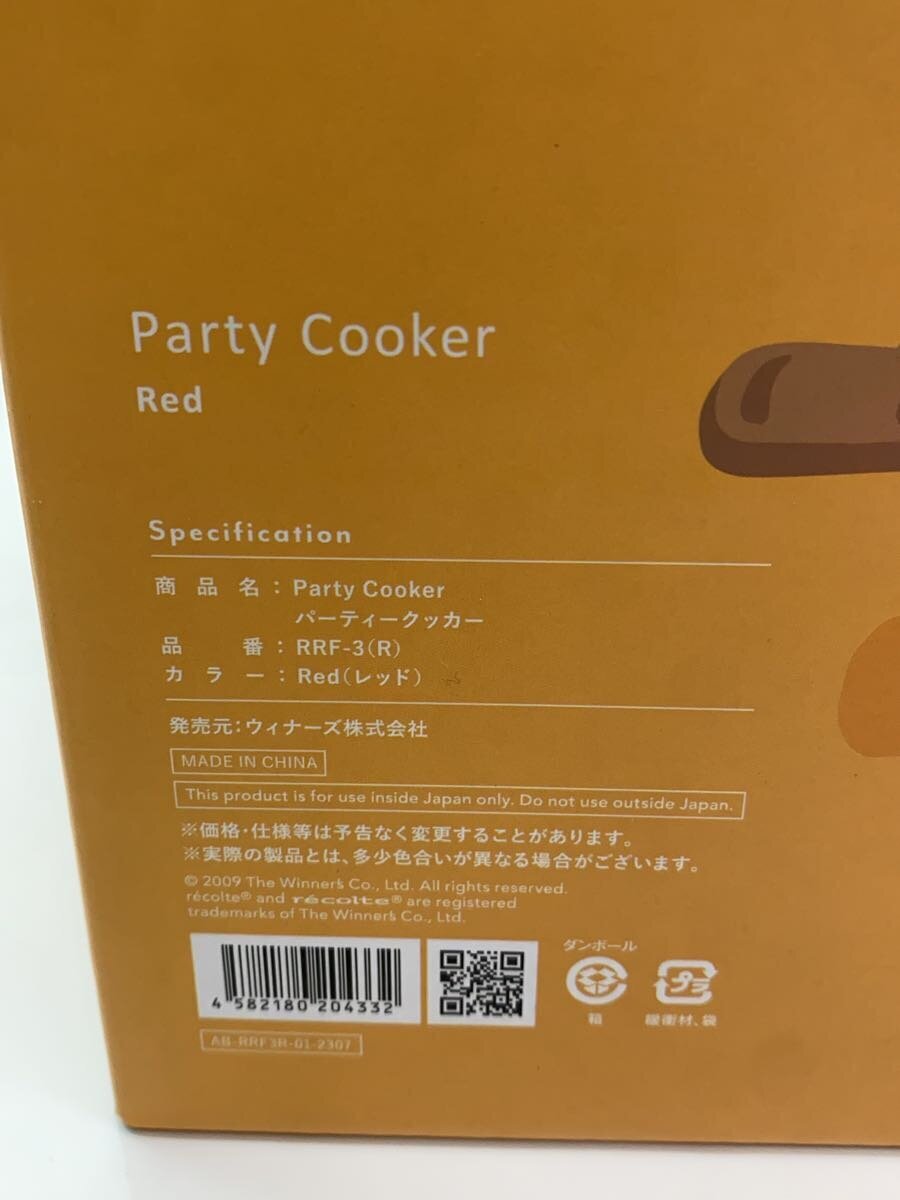 Party Cooker
Red
Specification
商品名：Party Cooker
パーティークッカー
品番：RRF-3(R)
カラー：Red(レッド)
発売元：ウィナーズ株式会社
MADE IN CHINA
This product is for use inside Japan only. Do not use outside Japan.
※価格・仕様等は予告なく変更することがあります。
※実際の製品とは、多少色合いが異なる場合がございます。
© 2009 The Winner's Co., Ltd. All rights reserved.
récolte® and récolte® are registered
trademarks of The Winner's Co., Ltd.
4 582180 204332
ダンボール
プラ
箱
緩衝材、袋
AB-RRF3R-01-2307